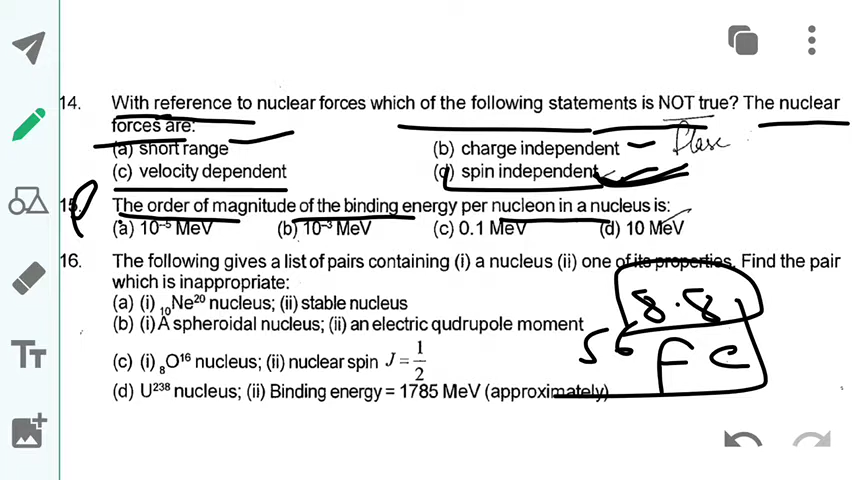 14. With reference to nuclear forces which of the following statements is NOT true? The nuclear
forces are:
(a) short range (b) charge independent
(c) velocity dependent (d) spin independent
15. The order of magnitude of the binding energy per nucleon in a nucleus is:
(a) 10⁻⁵ MeV (b) 10⁻³ MeV (c) 0.1 MeV (d) 10 MeV
16. The following gives a list of pairs containing (i) a nucleus (ii) one of its properties. Find the pair
which is inappropriate:
(a) (i) ₁₀Ne²⁰ nucleus; (ii) stable nucleus
(b) (i) A spheroidal nucleus; (ii) an electric qudrupole moment
(c) (i) ₈O¹⁶ nucleus; (ii) nuclear spin J = 1/2
(d) U²³⁸ nucleus; (ii) Binding energy = 1785 MeV (approximately)
8.8
56 Fe
TT